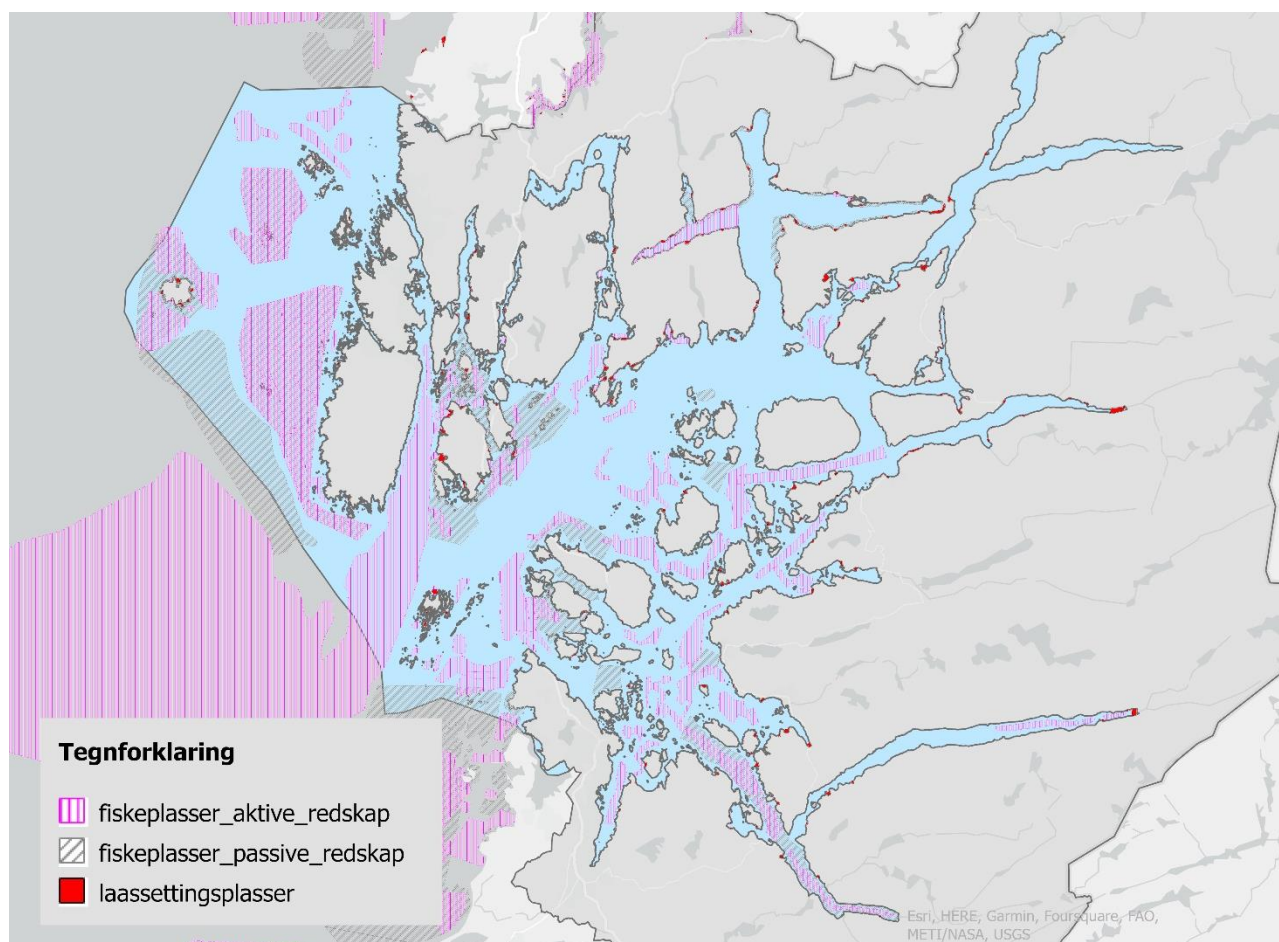 Tegnforklaring
fiskeplasser_aktive_redskap
fiskeplasser_passive_redskap
laassettingsplasser
Esri, HERE, Garmin, Foursquare, FAO,
METI/NASA, USGS